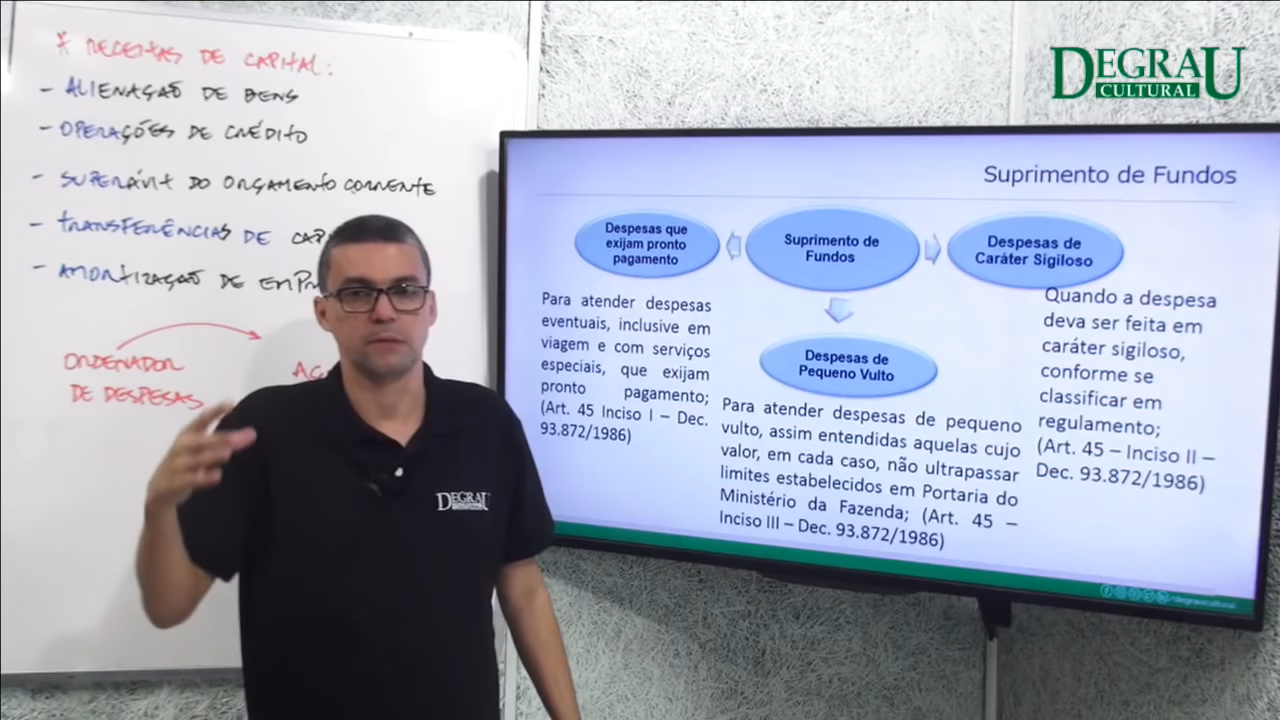 * RECEITAS DE CAPITAL:
- ALIENAÇÃO DE BENS
- OPERAÇÕES DE CRÉDITO
- SUPERÁVIT DO ORÇAMENTO CORRENTE
- TRANSFERÊNCIAS DE
- AMORTIZAÇÃO DE
ORDENADOR
DE DESPESAS
DEGRAU
CULTURAL
DEGRAU
Suprimento de Fundos
Despesas que
exijam pronto
pagamento
Suprimento de
Fundos
Despesas de
Caráter Sigiloso
Para atender despesas
eventuais, inclusive em
viagem e com serviços
especiais, que exijam
pronto pagamento;
(Art. 45 Inciso I – Dec.
93.872/1986)
Despesas de
Pequeno Vulto
Para atender despesas de pequeno
vulto, assim entendidas aquelas cujo
valor, em cada caso, não ultrapassar
limites estabelecidos em Portaria do
Ministério da Fazenda; (Art. 45 –
Inciso III – Dec. 93.872/1986)
Quando a despesa
deva ser feita em
caráter sigiloso,
conforme se
classificar em
regulamento;
(Art. 45 – Inciso II –
Dec. 93.872/1986)